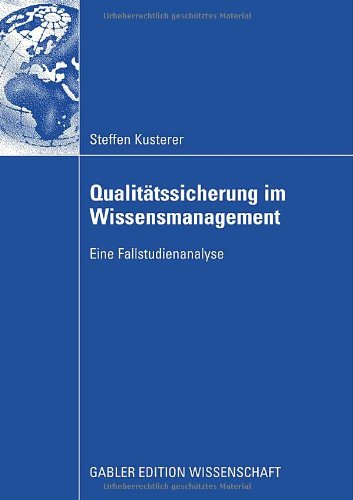 Urheberrechtlich geschütztes Material
Steffen Kusterer
Qualitätssicherung im
Wissensmanagement
Eine Fallstudienanalyse
GABLER EDITION WISSENSCHAFT
Urheberrechtlich geschütztes Material